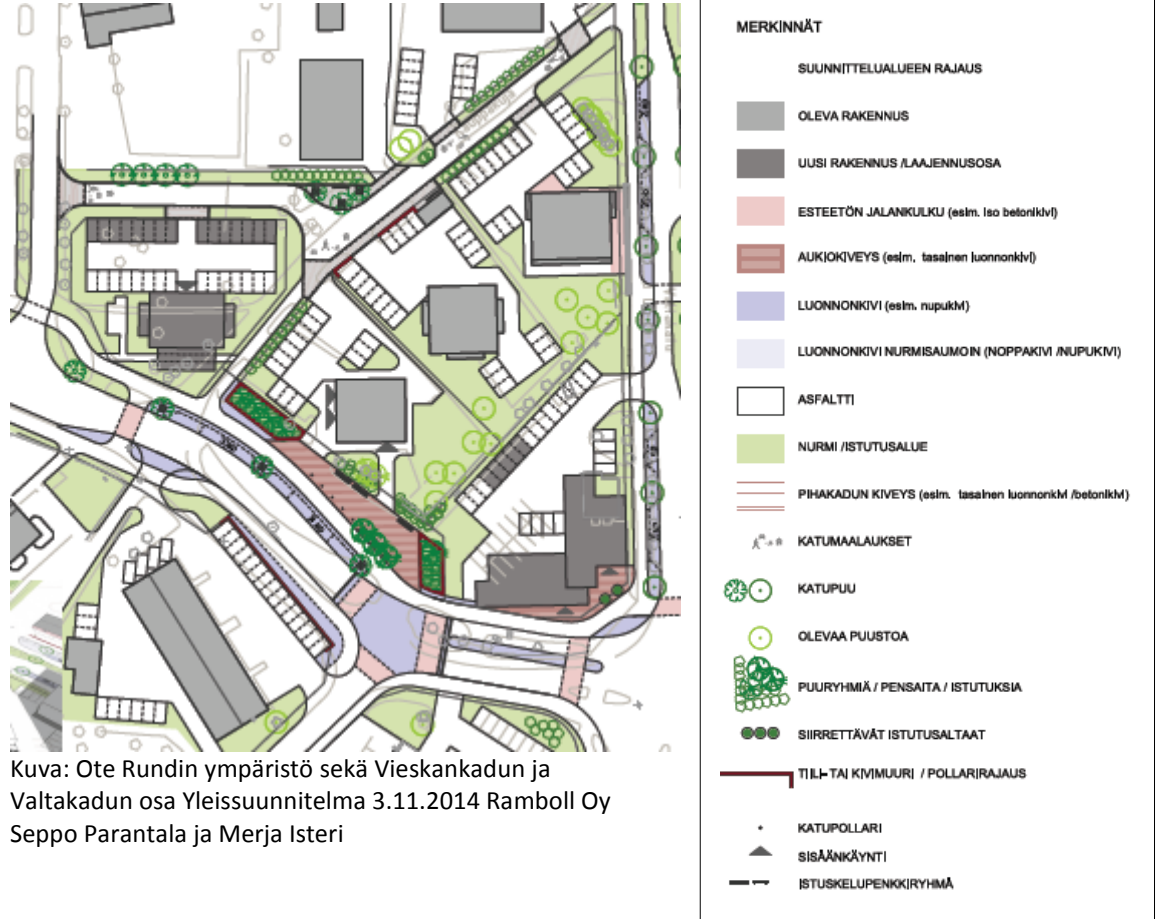 Kuva: Ote Rundin ympäristö sekä Vieskankadun ja
Valtakadun osa Yleissuunnitelma 3.11.2014 Ramboll Oy
Seppo Parantala ja Merja Isteri
MERKINNÄT
SUUNNITTELUALUEEN RAJAUS
OLEVA RAKENNUS
UUSI RAKENNUS /LAAJENNUSOSA
ESTEETÖN JALANKULKU (esim. iso betonikivi)
AUKIOKIVEYS (esim. tasainen luonnonkivi)
LUONNONKIVI (esim. nupukivi)
LUONNONKIVI NURMISAUMOIN (NOPPAKIVI /NUPUKIVI)
ASFALTTI
NURMI /ISTUTUSALUE
PIHAKADUN KIVEYS (esim. tasainen luonnonkivi /betonikivi)
KATUMAALAUKSET
KATUPUU
OLEVAA PUUSTOA
PUURYHMIÄ / PENSAITA / ISTUTUKSIA
SIIRRETTÄVÄT ISTUTUSALTAAT
TIILI- TAI KIVIMUURI / POLLARIRAJAUS
KATUPOLLARI
SISÄÄNKÄYNTI
ISTUSKELUPENKKIRYHMÄ